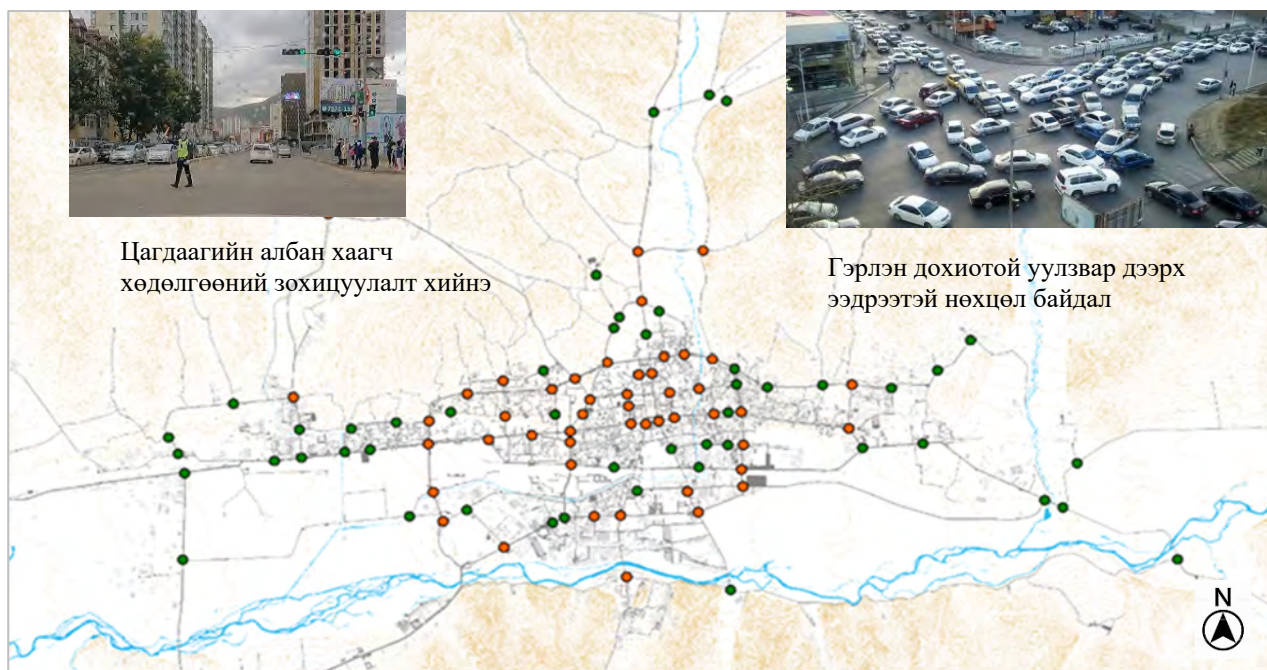 Цагдаагийн албан хаагч
хөдөлгөөний зохицуулалт хийнэ
Гэрлэн дохиотой уулзвар дээрх
ээдрээтэй нөхцөл байдал
N